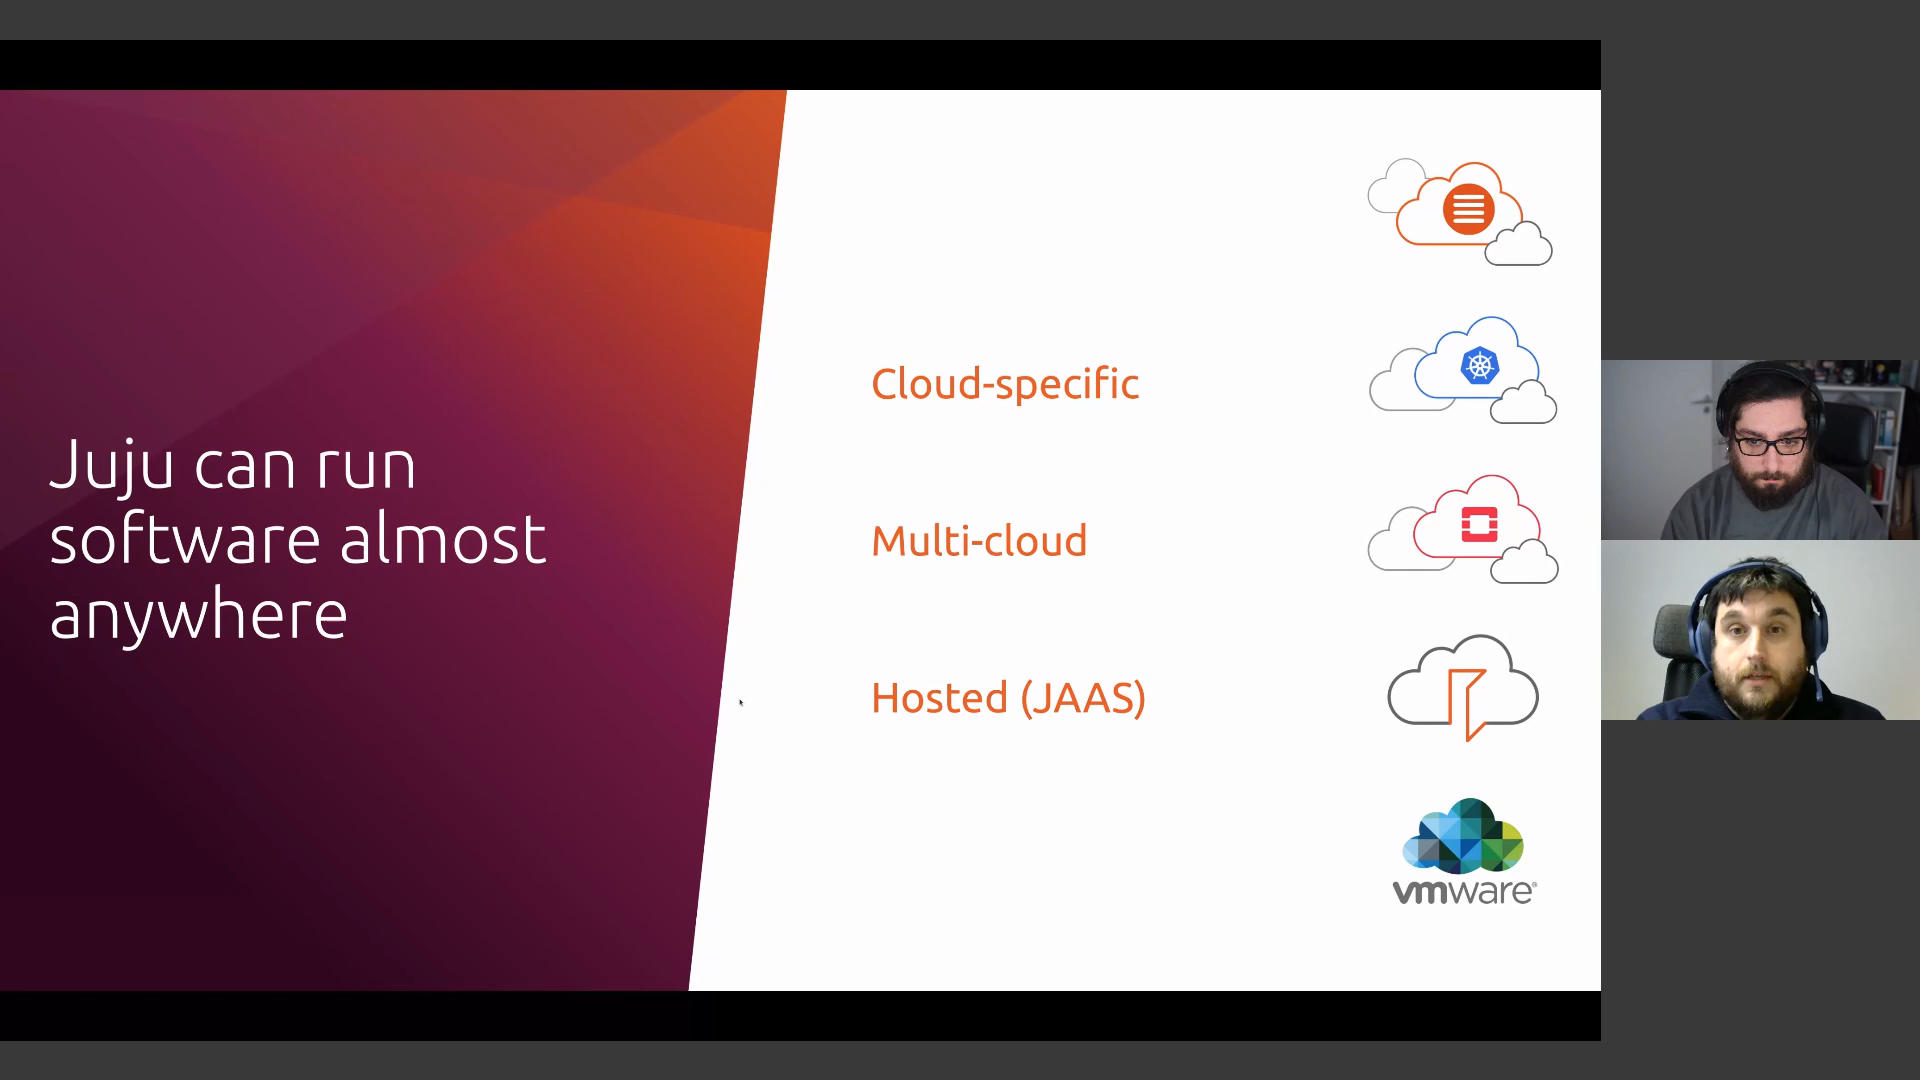 Juju can run
software almost
anywhere
Cloud-specific
Multi-cloud
Hosted (JAAS)
vmware®